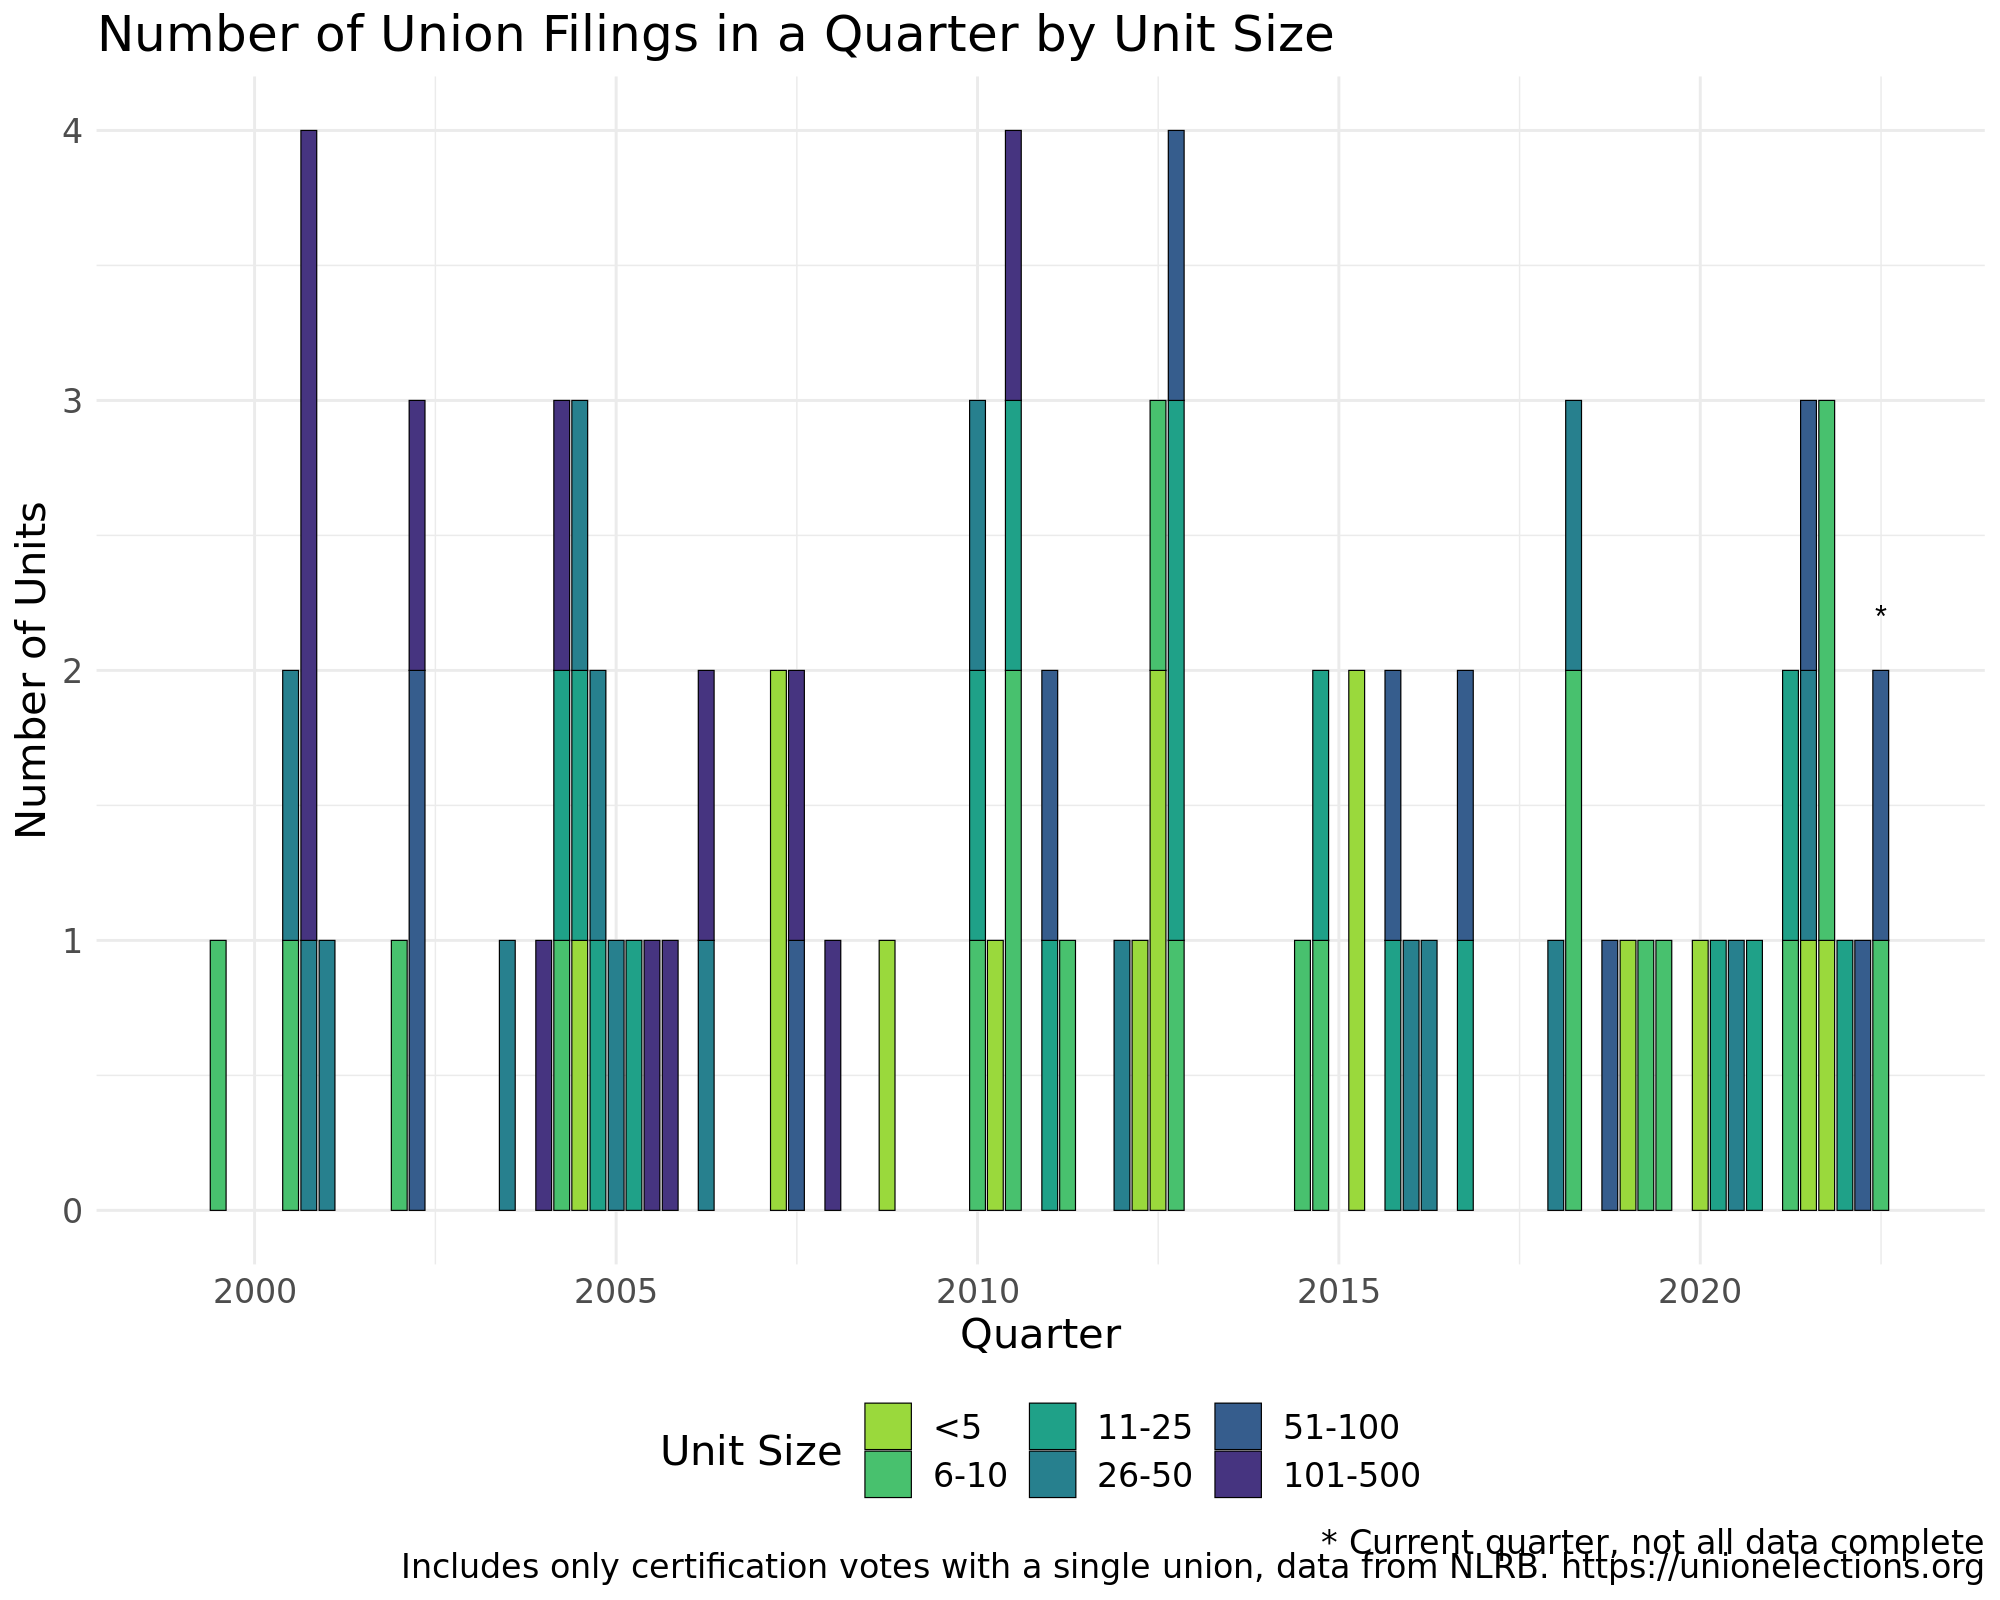 Number of Union Filings in a Quarter by Unit Size
Number of Units
4
3
2
1
0
*
2000 2005 2010 2015 2020
Quarter
Unit Size
<5 11-25 51-100
6-10 26-50 101-500
* Current quarter, not all data complete
Includes only certification votes with a single union, data from NLRB. https://unionelections.org